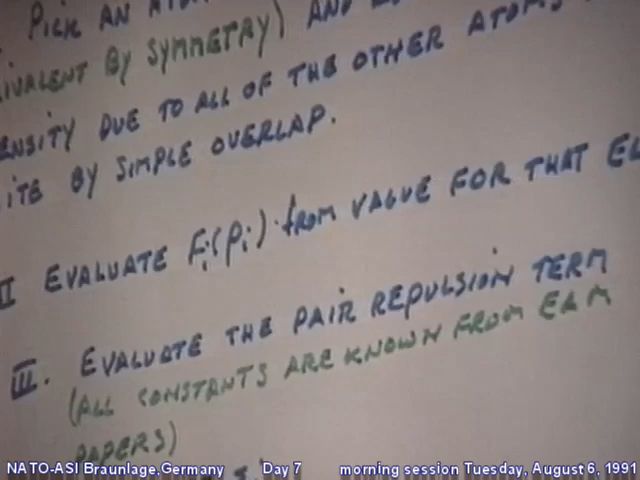 PICK AN ATOM
IVALENT BY SYMMETRY) AND
ENSITY DUE TO ALL OF THE OTHER ATOMS
ITE BY SIMPLE OVERLAP.
II EVALUATE Fi(ρi) from VALUE FOR THAT EL
III. EVALUATE THE PAIR REPULSION TERM
(ALL CONSTANTS ARE KNOWN FROM E&M
PAPERS)
NATO-ASI Braunlage,Germany Day 7 morning session Tuesday, August 6, 1991